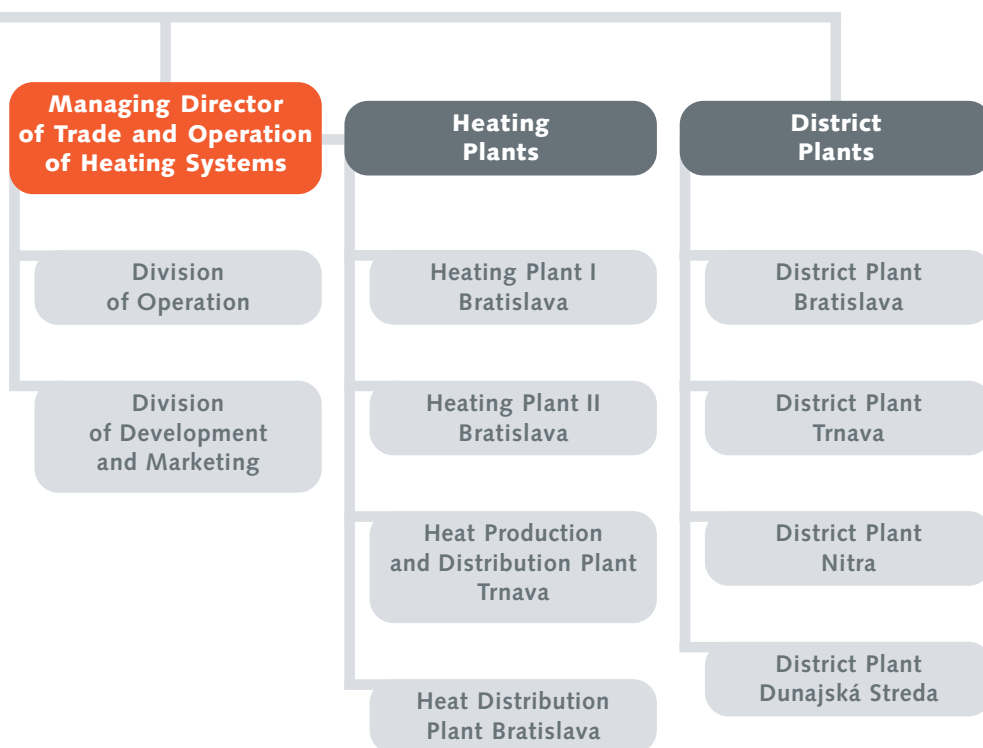 Managing Director
of Trade and Operation
of Heating Systems
Division
of Operation
Division
of Development
and Marketing
Heating
Plants
Heating Plant I
Bratislava
Heating Plant II
Bratislava
Heat Production
and Distribution Plant
Trnava
Heat Distribution
Plant Bratislava
District
Plants
District Plant
Bratislava
District Plant
Trnava
District Plant
Nitra
District Plant
Dunajská Streda